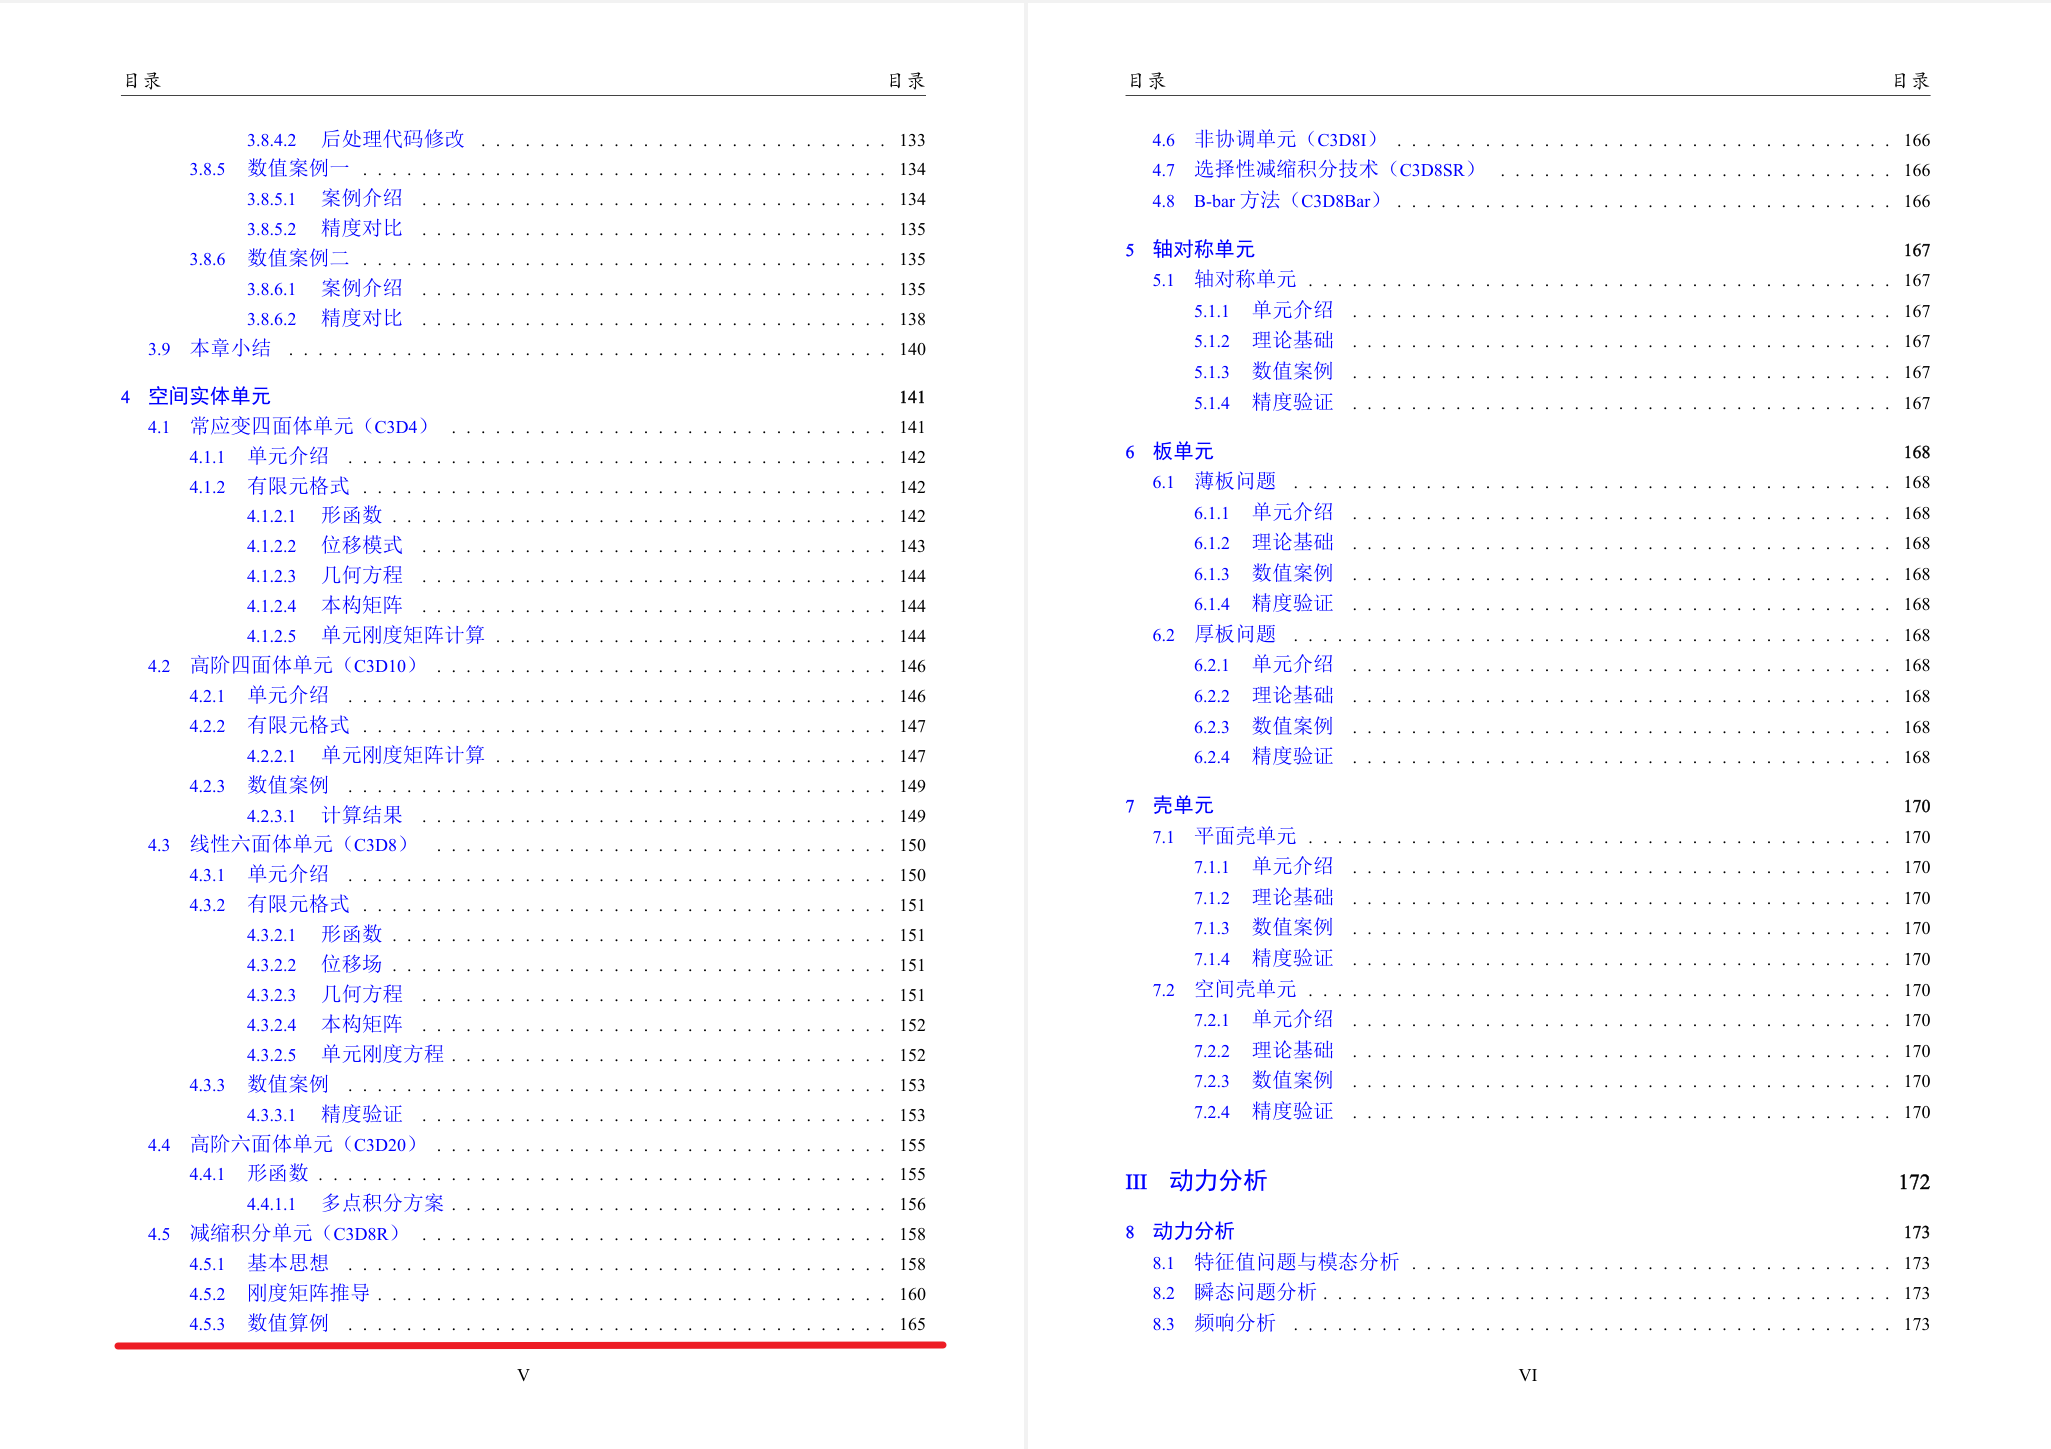 目录 目录
3.8.4.2 后处理代码修改 133
3.8.5 数值案例一 134
3.8.5.1 案例介绍 134
3.8.5.2 精度对比 135
3.8.6 数值案例二 135
3.8.6.1 案例介绍 135
3.8.6.2 精度对比 138
3.9 本章小结 140
4 空间实体单元 141
4.1 常应变四面体单元（C3D4） 141
4.1.1 单元介绍 142
4.1.2 有限元格式 142
4.1.2.1 形函数 142
4.1.2.2 位移模式 143
4.1.2.3 几何方程 144
4.1.2.4 本构矩阵 144
4.1.2.5 单元刚度矩阵计算 144
4.2 高阶四面体单元（C3D10） 146
4.2.1 单元介绍 146
4.2.2 有限元格式 147
4.2.2.1 单元刚度矩阵计算 147
4.2.3 数值案例 149
4.2.3.1 计算结果 149
4.3 线性六面体单元（C3D8） 150
4.3.1 单元介绍 150
4.3.2 有限元格式 151
4.3.2.1 形函数 151
4.3.2.2 位移场 151
4.3.2.3 几何方程 151
4.3.2.4 本构矩阵 152
4.3.2.5 单元刚度方程 152
4.3.3 数值案例 153
4.3.3.1 精度验证 153
4.4 高阶六面体单元（C3D20） 155
4.4.1 形函数 155
4.4.1.1 多点积分方案 156
4.5 减缩积分单元（C3D8R） 158
4.5.1 基本思想 158
4.5.2 刚度矩阵推导 160
4.5.3 数值算例 165
V
目录 目录
4.6 非协调单元（C3D8I） 166
4.7 选择性减缩积分技术（C3D8SR） 166
4.8 B-bar 方法（C3D8Bar） 166
5 轴对称单元 167
5.1 轴对称单元 167
5.1.1 单元介绍 167
5.1.2 理论基础 167
5.1.3 数值案例 167
5.1.4 精度验证 167
6 板单元 168
6.1 薄板问题 168
6.1.1 单元介绍 168
6.1.2 理论基础 168
6.1.3 数值案例 168
6.1.4 精度验证 168
6.2 厚板问题 168
6.2.1 单元介绍 168
6.2.2 理论基础 168
6.2.3 数值案例 168
6.2.4 精度验证 168
7 壳单元 170
7.1 平面壳单元 170
7.1.1 单元介绍 170
7.1.2 理论基础 170
7.1.3 数值案例 170
7.1.4 精度验证 170
7.2 空间壳单元 170
7.2.1 单元介绍 170
7.2.2 理论基础 170
7.2.3 数值案例 170
7.2.4 精度验证 170
III 动力分析 172
8 动力分析 173
8.1 特征值问题与模态分析 173
8.2 瞬态问题分析 173
8.3 频响分析 173
VI